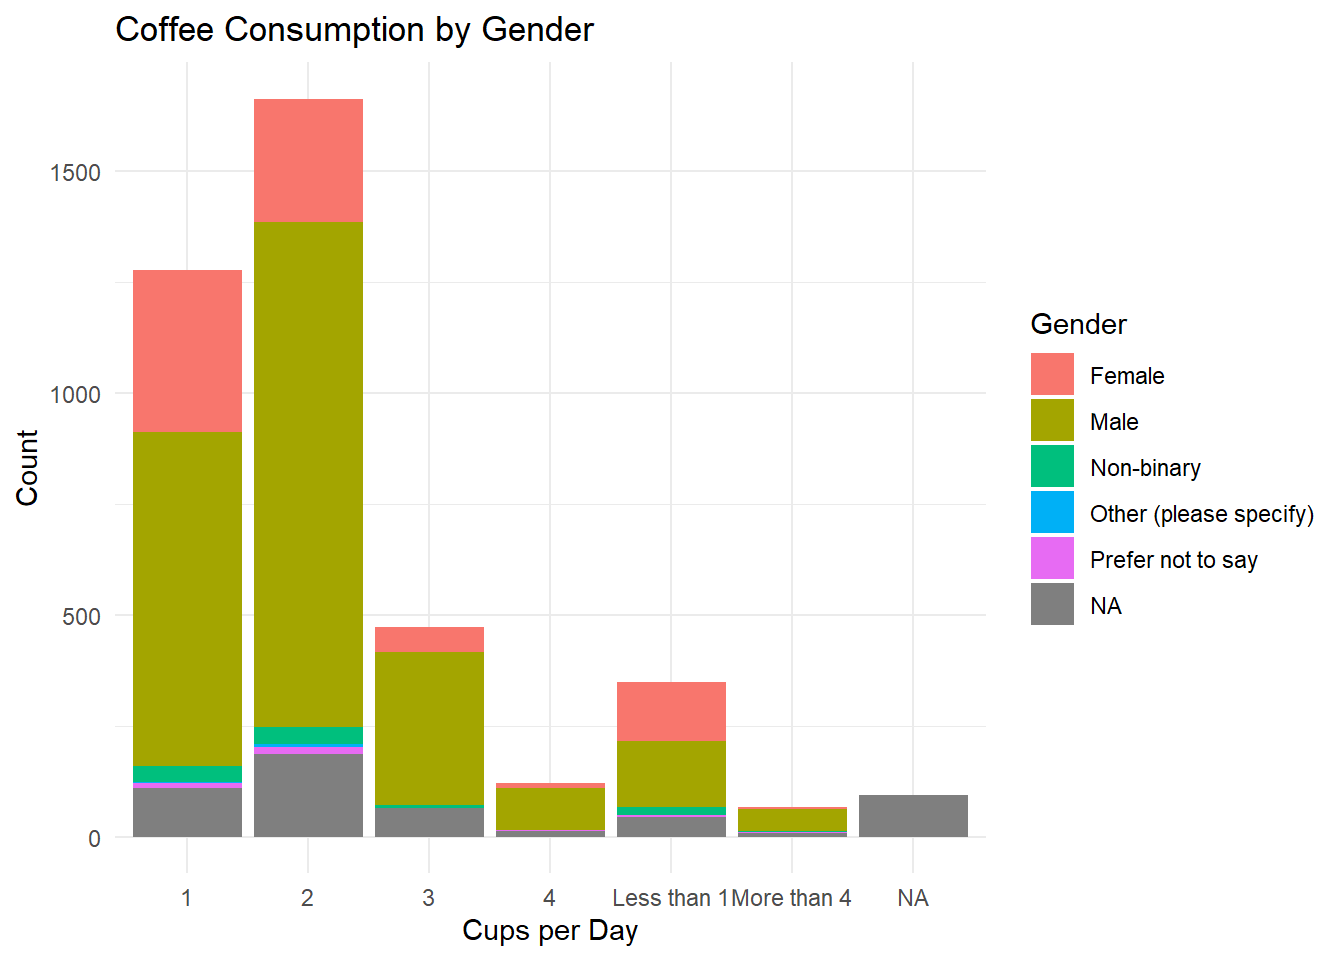 Coffee Consumption by Gender
1500
1000
500
0
Count
1 2 3 4 Less than 1 More than 4 NA
Cups per Day
Gender
Female
Male
Non-binary
Other (please specify)
Prefer not to say
NA